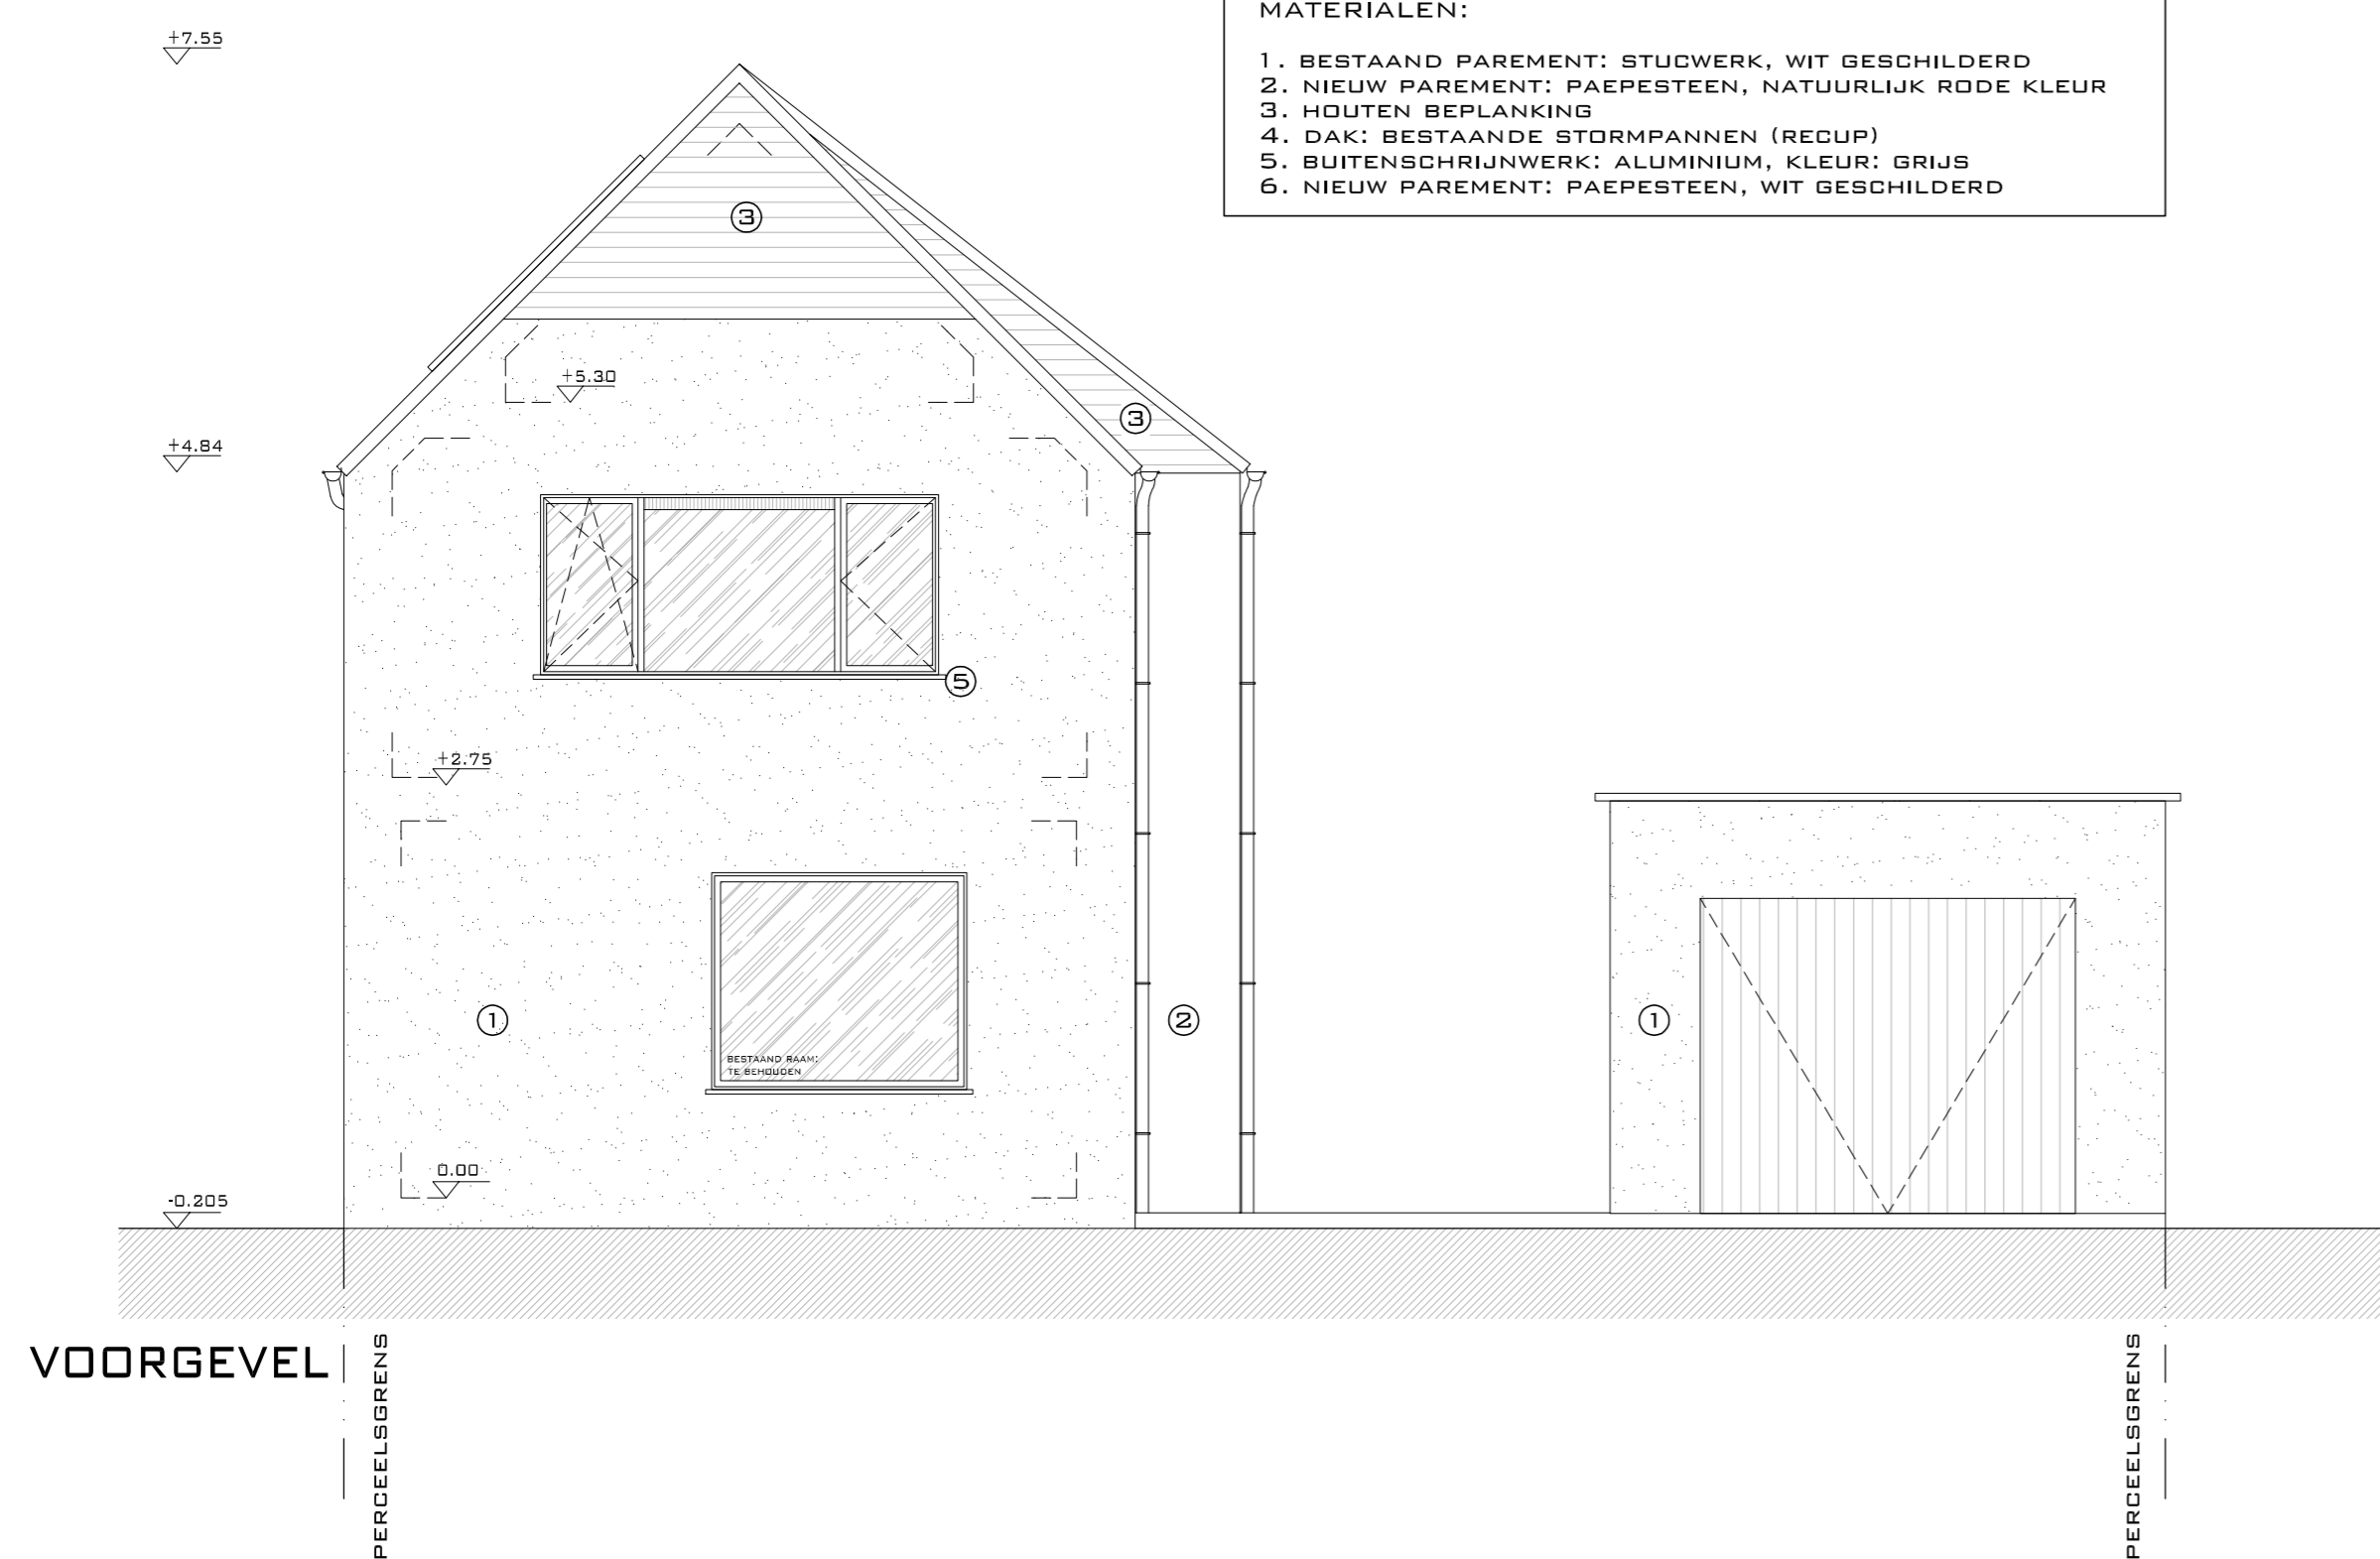 MATERIALEN:
1. BESTAAND PAREMENT: STUCWERK, WIT GESCHILDERD
2. NIEUW PAREMENT: PAEPESTEEN, NATUURLIJK RODE KLEUR
3. HOUTEN BEPLANKING
4. DAK: BESTAANDE STORMPANNEN (RECUP)
5. BUITENSCHRIJNWERK: ALUMINIUM, KLEUR: GRIJS
6. NIEUW PAREMENT: PAEPESTEEN, WIT GESCHILDERD
+7.55
3
+5.30
3
+4.84
5
+2.75
1
2
1
BESTAAND RAAM:
TE BEHOUDEN
0.00
-0.205
VOORGEVEL
PERCEELSGRENS
PERCEELSGRENS